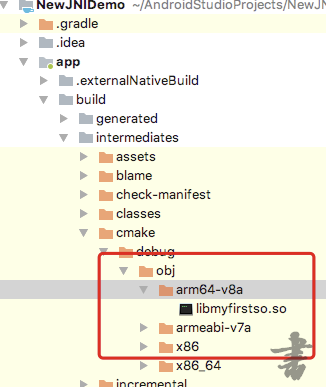 NewJNIDemo ~/AndroidStudioProjects/NewJN
.gradle
.idea
app
.externalNativeBuild
build
generated
intermediates
assets
blame
check-manifest
classes
cmake
debug
obj
arm64-v8a
libmyfirstso.so
armeabi-v7a
x86
x86_64
incremental